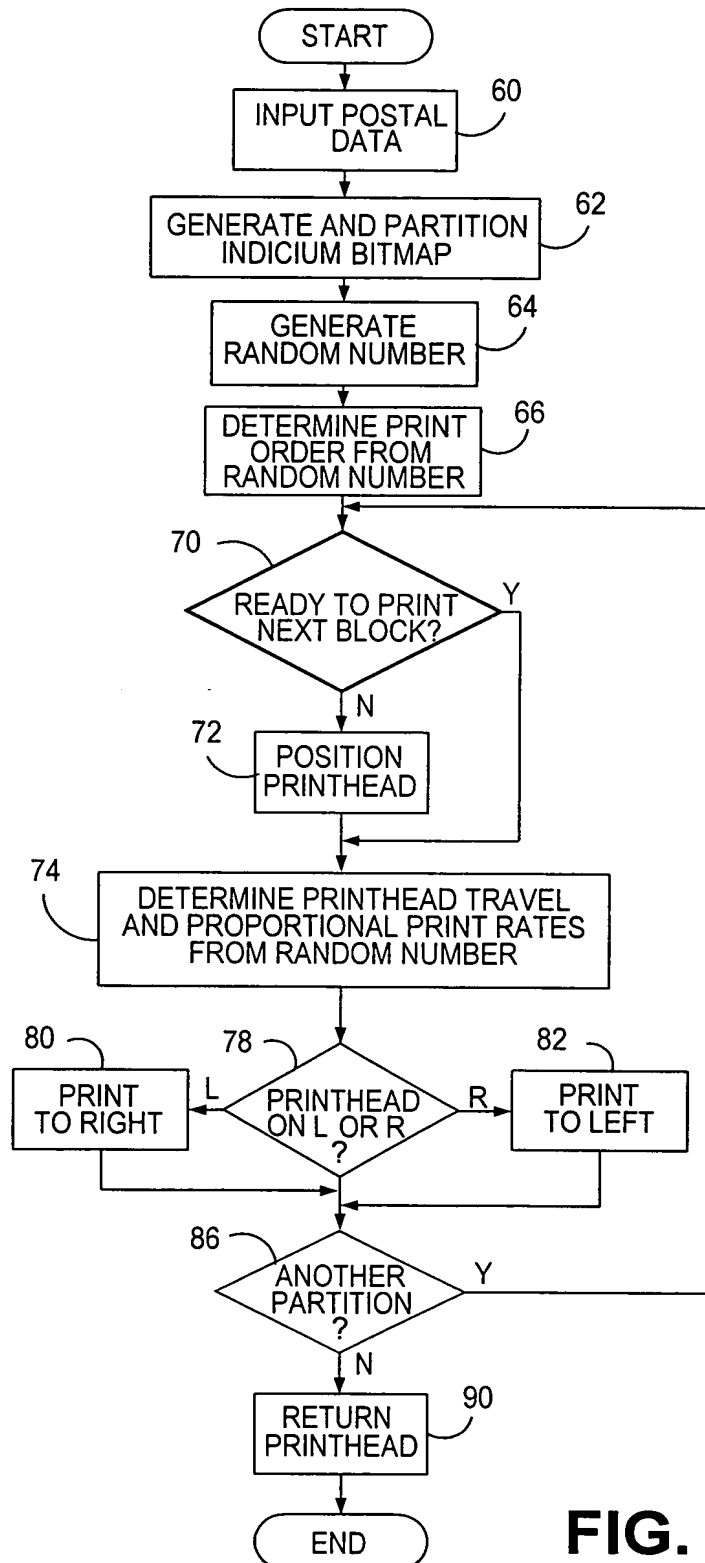 START
60
INPUT POSTAL
DATA
62
GENERATE AND PARTITION
INDICIUM BITMAP
64
GENERATE
RANDOM NUMBER
66
DETERMINE PRINT
ORDER FROM
RANDOM NUMBER
70
READY TO PRINT
NEXT BLOCK?
Y
N
72
POSITION
PRINTHEAD
74
DETERMINE PRINTHEAD TRAVEL
AND PROPORTIONAL PRINT RATES
FROM RANDOM NUMBER
80
PRINT
TO RIGHT
78
L
PRINTHEAD
ON L OR R
?
R
82
PRINT
TO LEFT
86
ANOTHER
PARTITION
?
Y
N
90
RETURN
PRINTHEAD
END
FIG.